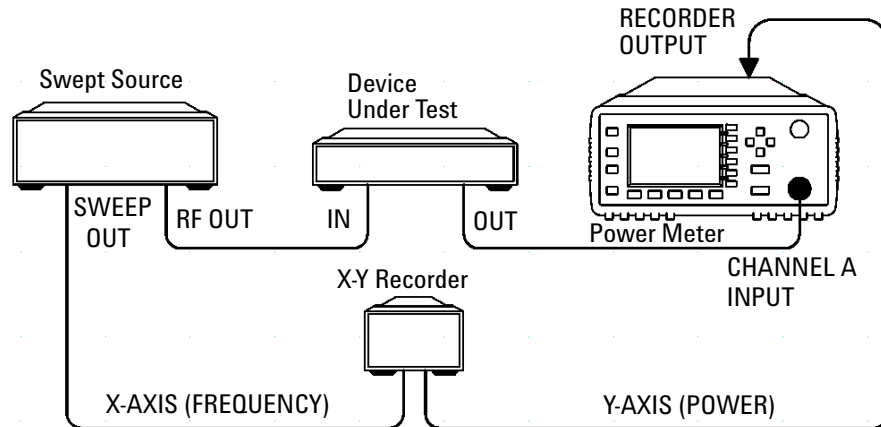 RECORDER
OUTPUT
Swept Source
Device
Under Test
SWEEP
OUT
RF OUT
IN
OUT
Power Meter
CHANNEL A
INPUT
X-Y Recorder
X-AXIS (FREQUENCY)
Y-AXIS (POWER)